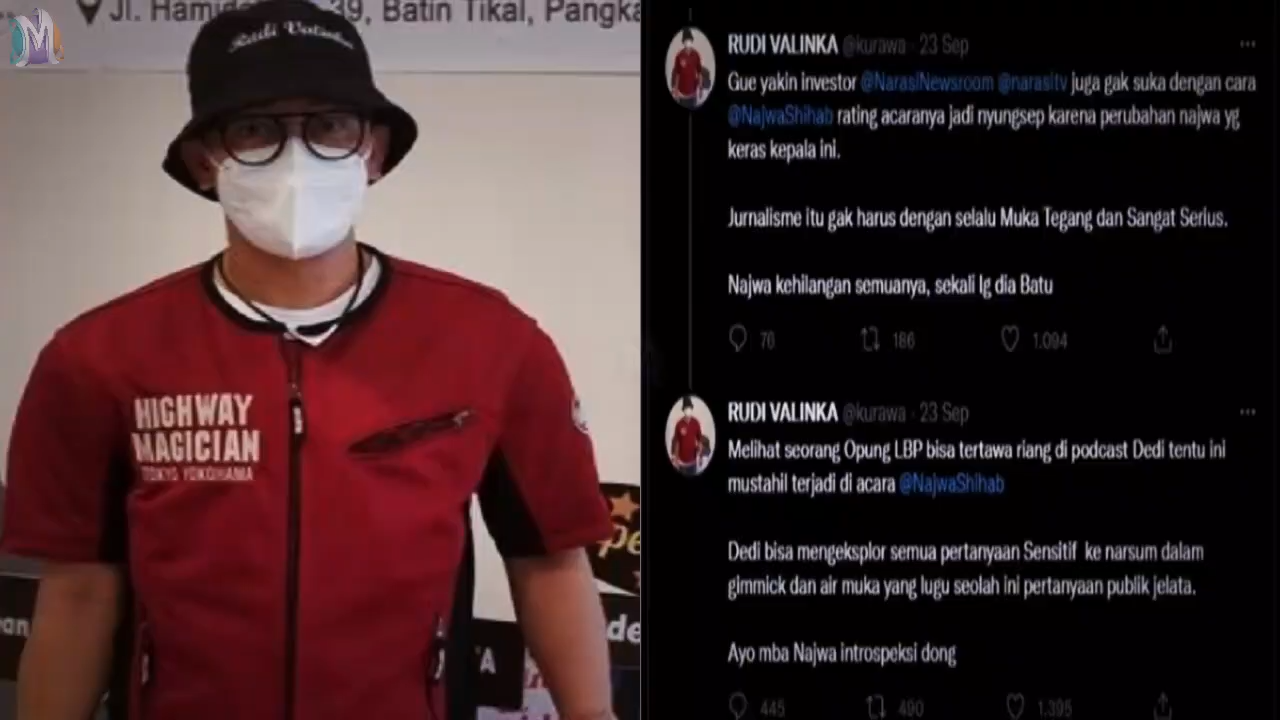 M
Jl. Hamid 39, Batin Tikal, Pangka
Rudi Valinka
HIGHWAY
MAGICIAN
TOKYO YOKOHAMA
RUDI VALINKA @kurawa · 23 Sep
Gue yakin investor @NarasiNewsroom @narasitv juga gak suka dengan cara
@NajwaShihab rating acaranya jadi nyungsep karena perubahan najwa yg
keras kepala ini.
Jurnalisme itu gak harus dengan selalu Muka Tegang dan Sangat Serius.
Najwa kehilangan semuanya, sekali lg dia Batu
70 186 1.094
RUDI VALINKA @kurawa · 23 Sep
Melihat seorang Opung LBP bisa tertawa riang di podcast Dedi tentu ini
mustahil terjadi di acara @NajwaShihab
Dedi bisa mengeksplor semua pertanyaan Sensitif ke narsum dalam
gimmick dan air muka yang lugu seolah ini pertanyaan publik jelata.
Ayo mba Najwa introspeksi dong
445 490 1.395